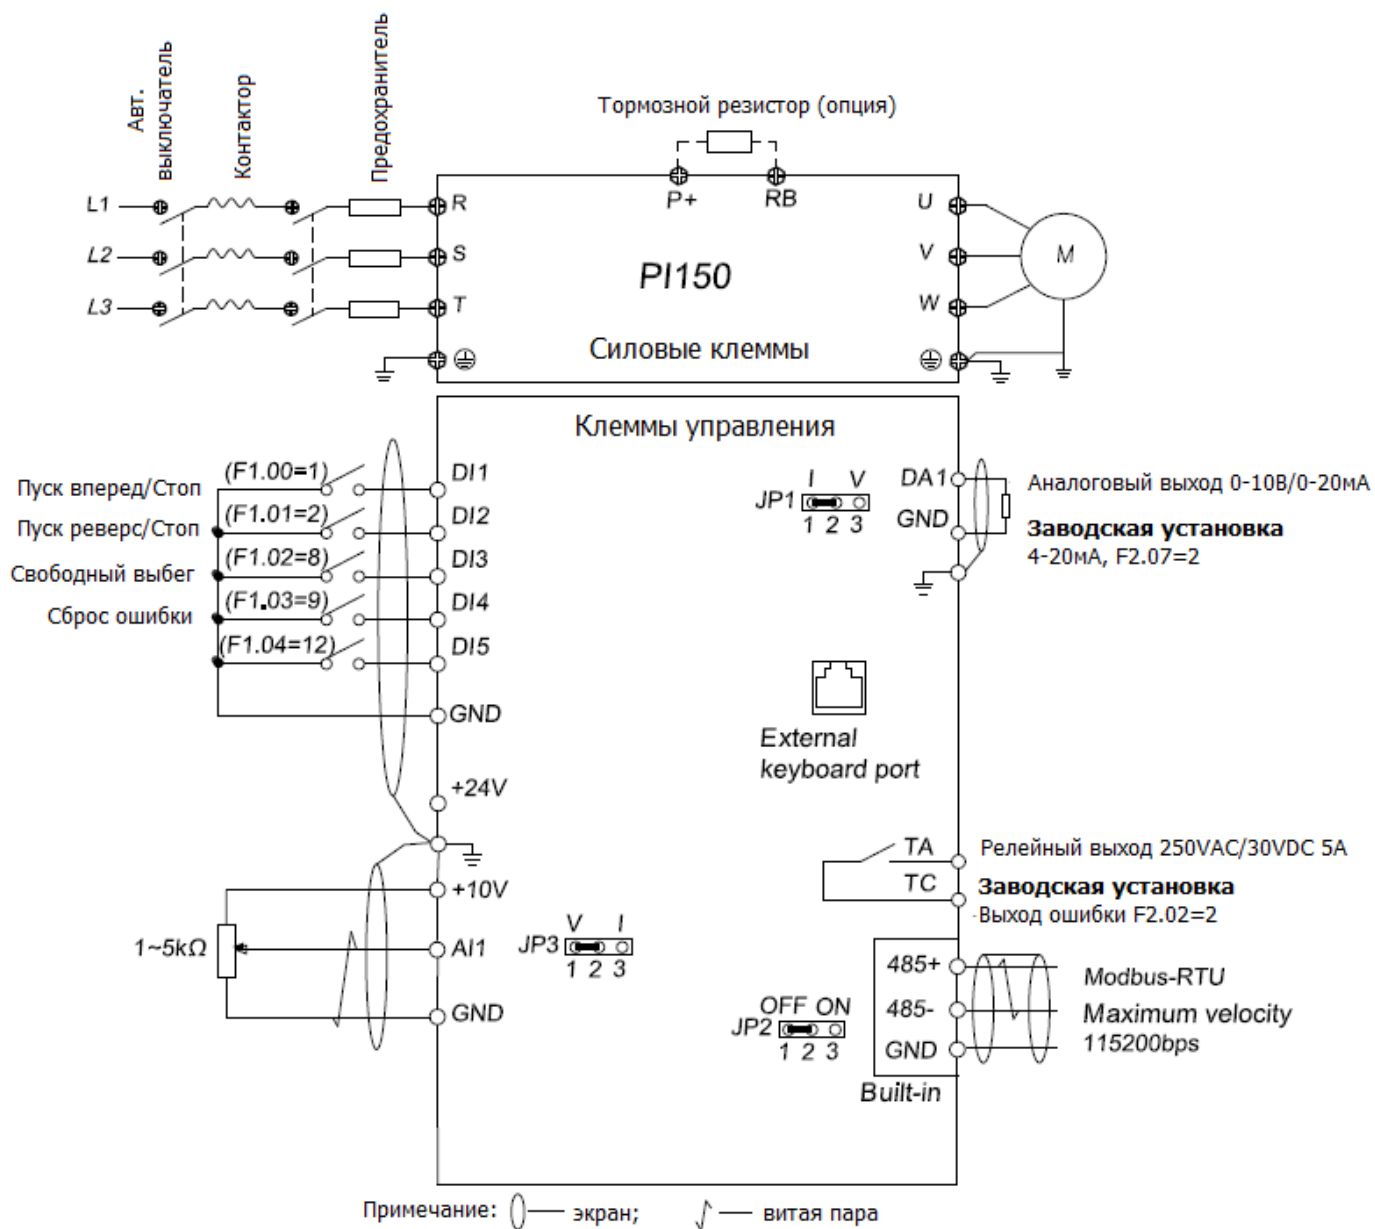 Авт.
выключатель
Контактор
Предохранитель
Тормозной резистор (опция)
P+
RB
L1
R
U
L2
S
V
M
PI150
L3
T
W
Силовые клеммы
Клеммы управления
(F1.00=1)
DI1
Пуск вперед/Стоп
(F1.01=2)
DI2
Пуск реверс/Стоп
(F1.02=8)
DI3
Свободный выбег
(F1.03=9)
DI4
Сброс ошибки
(F1.04=12)
DI5
GND
+24V
I V
JP1
1 2 3
DA1
GND
Аналоговый выход 0-10В/0-20мА
Заводская установка
4-20мА, F2.07=2
External
keyboard port
TA
TC
Релейный выход 250VAC/30VDC 5A
Заводская установка
Выход ошибки F2.02=2
+10V
1~5kΩ
AI1
GND
V I
JP3
1 2 3
OFF ON
JP2
1 2 3
485+
485-
GND
Built-in
Modbus-RTU
Maximum velocity
115200bps
Примечание: экран; витая пара